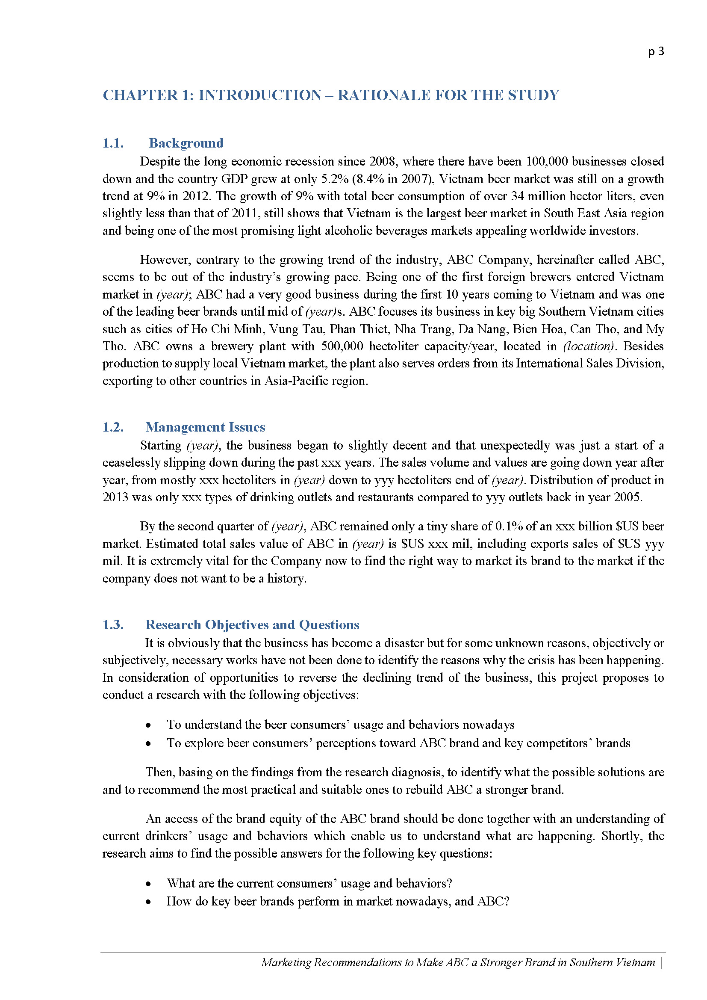 p 3
CHAPTER 1: INTRODUCTION – RATIONALE FOR THE STUDY
1.1. Background
Despite the long economic recession since 2008, where there have been 100,000 businesses closed
down and the country GDP grew at only 5.2% (8.4% in 2007), Vietnam beer market was still on a growth
trend at 9% in 2012. The growth of 9% with total beer consumption of over 34 million hector liters, even
slightly less than that of 2011, still shows that Vietnam is the largest beer market in South East Asia region
and being one of the most promising light alcoholic beverages markets appealing worldwide investors.
However, contrary to the growing trend of the industry, ABC Company, hereinafter called ABC,
seems to be out of the industry’s growing pace. Being one of the first foreign brewers entered Vietnam
market in (year); ABC had a very good business during the first 10 years coming to Vietnam and was one
of the leading beer brands until mid of (year)s. ABC focuses its business in key big Southern Vietnam cities
such as cities of Ho Chi Minh, Vung Tau, Phan Thiet, Nha Trang, Da Nang, Bien Hoa, Can Tho, and My
Tho. ABC owns a brewery plant with 500,000 hectoliter capacity/year, located in (location). Besides
production to supply local Vietnam market, the plant also serves orders from its International Sales Division,
exporting to other countries in Asia-Pacific region.
1.2. Management Issues
Starting (year), the business began to slightly decent and that unexpectedly was just a start of a
ceaselessly slipping down during the past xxx years. The sales volume and values are going down year after
year, from mostly xxx hectoliters in (year) down to yyy hectoliters end of (year). Distribution of product in
2013 was only xxx types of drinking outlets and restaurants compared to yyy outlets back in year 2005.
By the second quarter of (year), ABC remained only a tiny share of 0.1% of an xxx billion $US beer
market. Estimated total sales value of ABC in (year) is $US xxx mil, including exports sales of $US yyy
mil. It is extremely vital for the Company now to find the right way to market its brand to the market if the
company does not want to be a history.
1.3. Research Objectives and Questions
It is obviously that the business has become a disaster but for some unknown reasons, objectively or
subjectively, necessary works have not been done to identify the reasons why the crisis has been happening.
In consideration of opportunities to reverse the declining trend of the business, this project proposes to
conduct a research with the following objectives:
• To understand the beer consumers’ usage and behaviors nowadays
• To explore beer consumers’ perceptions toward ABC brand and key competitors’ brands
Then, basing on the findings from the research diagnosis, to identify what the possible solutions are
and to recommend the most practical and suitable ones to rebuild ABC a stronger brand.
An access of the brand equity of the ABC brand should be done together with an understanding of
current drinkers’ usage and behaviors which enable us to understand what are happening. Shortly, the
research aims to find the possible answers for the following key questions:
• What are the current consumers’ usage and behaviors?
• How do key beer brands perform in market nowadays, and ABC?
Marketing Recommendations to Make ABC a Stronger Brand in Southern Vietnam |